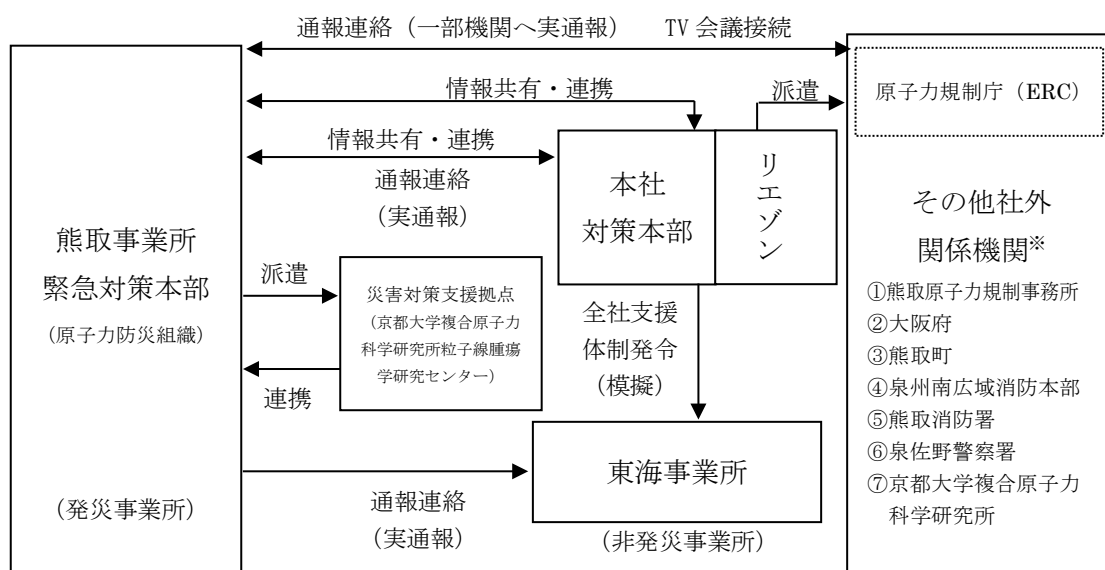 通報連絡（一部機関へ実通報） TV 会議接続
情報共有・連携
派遣
原子力規制庁（ERC）
情報共有・連携
通報連絡
（実通報）
本社
対策本部
リエゾン
その他社外
関係機関※
熊取事業所
緊急対策本部
（原子力防災組織）
派遣
災害対策支援拠点
（京都大学複合原子力
科学研究所粒子線腫瘍
学研究センター）
連携
全社支援
体制発令
（模擬）
①熊取原子力規制事務所
②大阪府
③熊取町
④泉州南広域消防本部
⑤熊取消防署
⑥泉佐野警察署
⑦京都大学複合原子力
科学研究所
東海事業所
（発災事業所）
通報連絡
（実通報）
（非発災事業所）